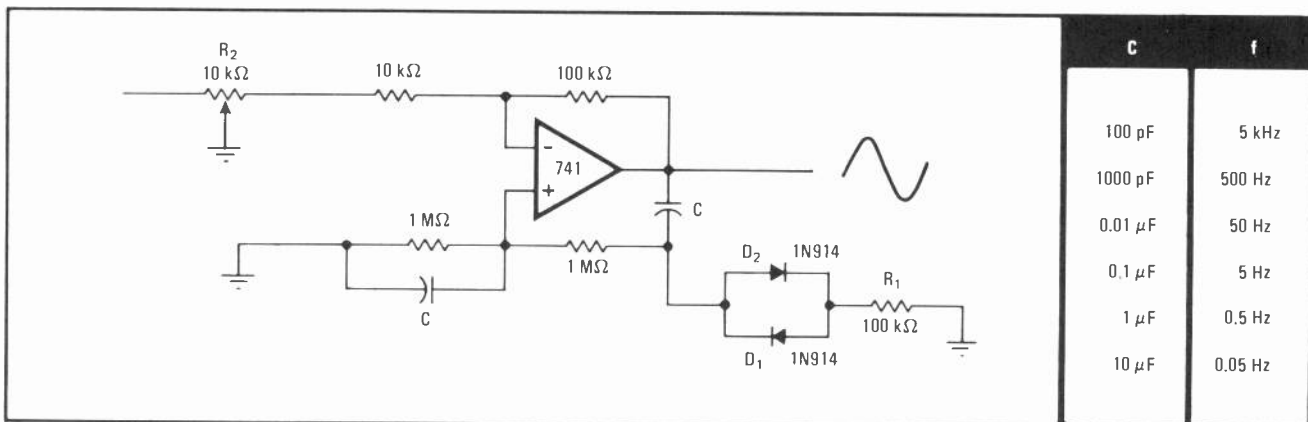 R2
10 kΩ
10 kΩ
100 kΩ
−
741
+
C
1 MΩ
1 MΩ
C
D2
1N914
R1
100 kΩ
D1
1N914
C f
100 pF 5 kHz
1000 pF 500 Hz
0.01 μF 50 Hz
0.1 μF 5 Hz
1 μF 0.5 Hz
10 μF 0.05 Hz